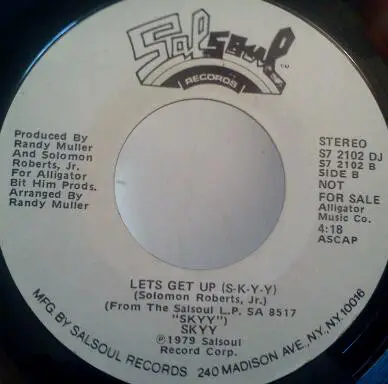 Salsoul
RECORDS
Produced By
Randy Muller
And Solomon
Roberts, Jr.
For Alligator
Bit Him Prods.
Arranged By
Randy Muller
STEREO
S7 2102 DJ
S7 2102 B
SIDE B
NOT
FOR SALE
Alligator
Music Co.
4:18
ASCAP
LETS GET UP (S-K-Y-Y)
(Solomon Roberts, Jr.)
(From The Salsoul L.P. SA 8517
"SKYY")
SKYY
Ⓟ1979 Salsoul
Record Corp.
MFG. BY SALSOUL RECORDS 240 MADISON AVE., NY, NY, 10016